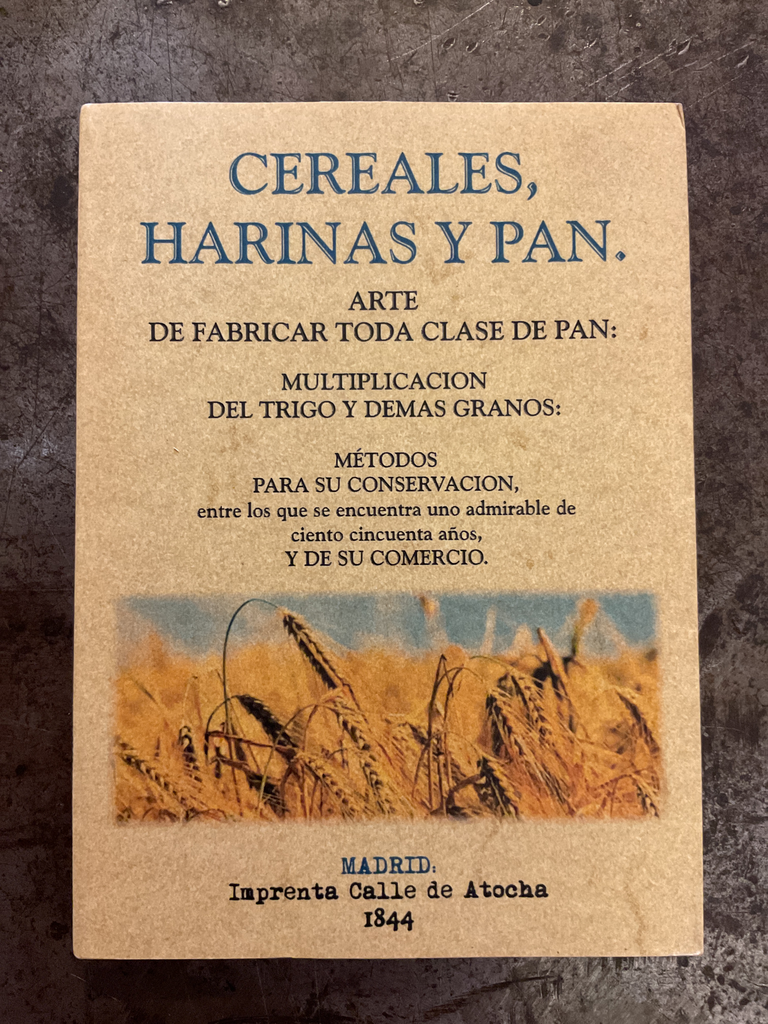 CEREALES,
HARINAS Y PAN.
ARTE
DE FABRICAR TODA CLASE DE PAN:
MULTIPLICACION
DEL TRIGO Y DEMAS GRANOS:
MÉTODOS
PARA SU CONSERVACION,
entre los que se encuentra uno admirable de
ciento cincuenta años,
Y DE SU COMERCIO.
MADRID:
Imprenta Calle de Atocha
1844